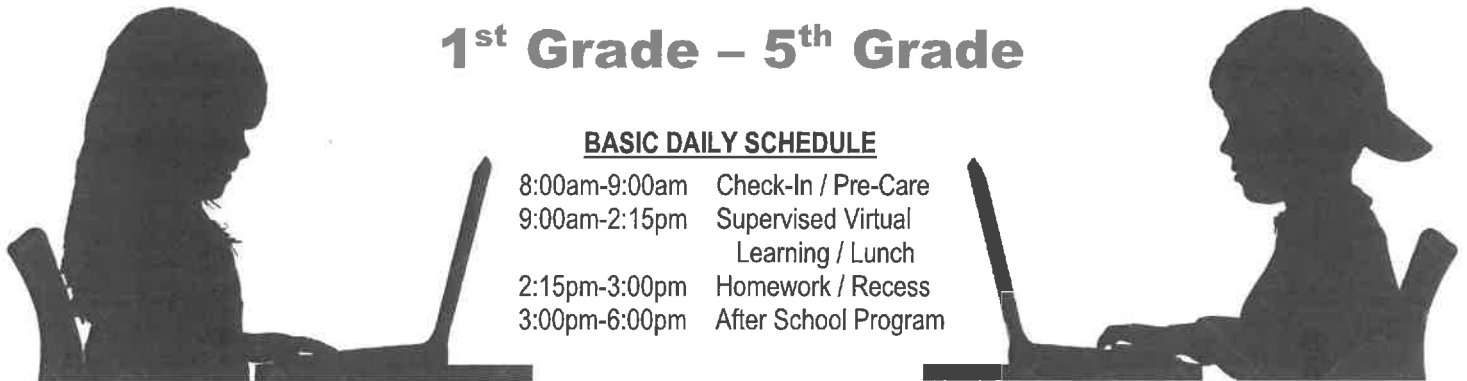 1st Grade – 5th Grade
BASIC DAILY SCHEDULE
8:00am-9:00am Check-In / Pre-Care
9:00am-2:15pm Supervised Virtual
Learning / Lunch
2:15pm-3:00pm Homework / Recess
3:00pm-6:00pm After School Program